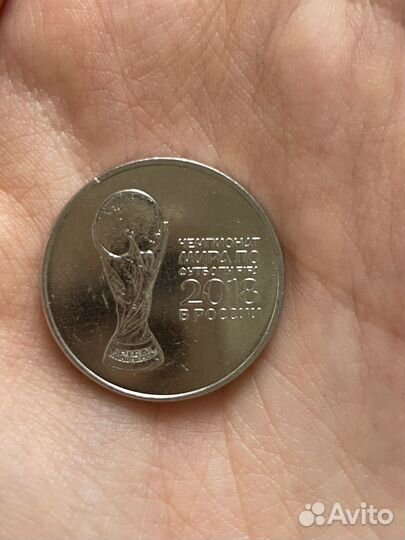 ЧЕМПИОНАТ
МИРА ПО
ФУТБОЛУ FIFA
2018
В РОССИИ
Avito